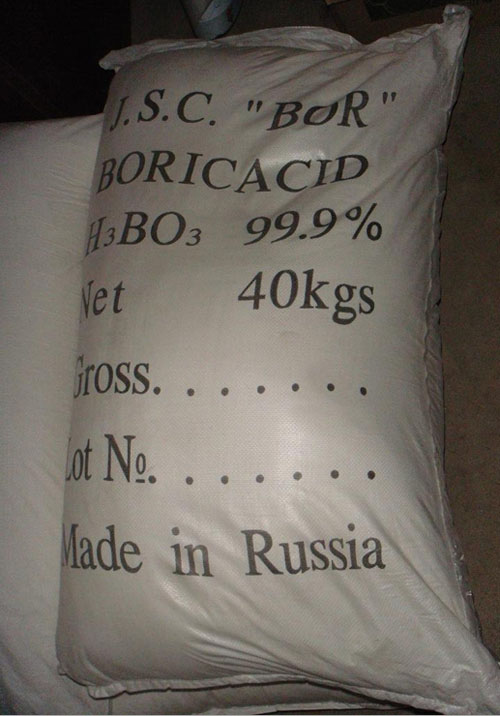 J.S.C. "BOR"
BORICACID
H₃BO₃ 99.9%
Net 40kgs
Gross. . . . . . . .
Lot №. . . . . . . .
Made in Russia